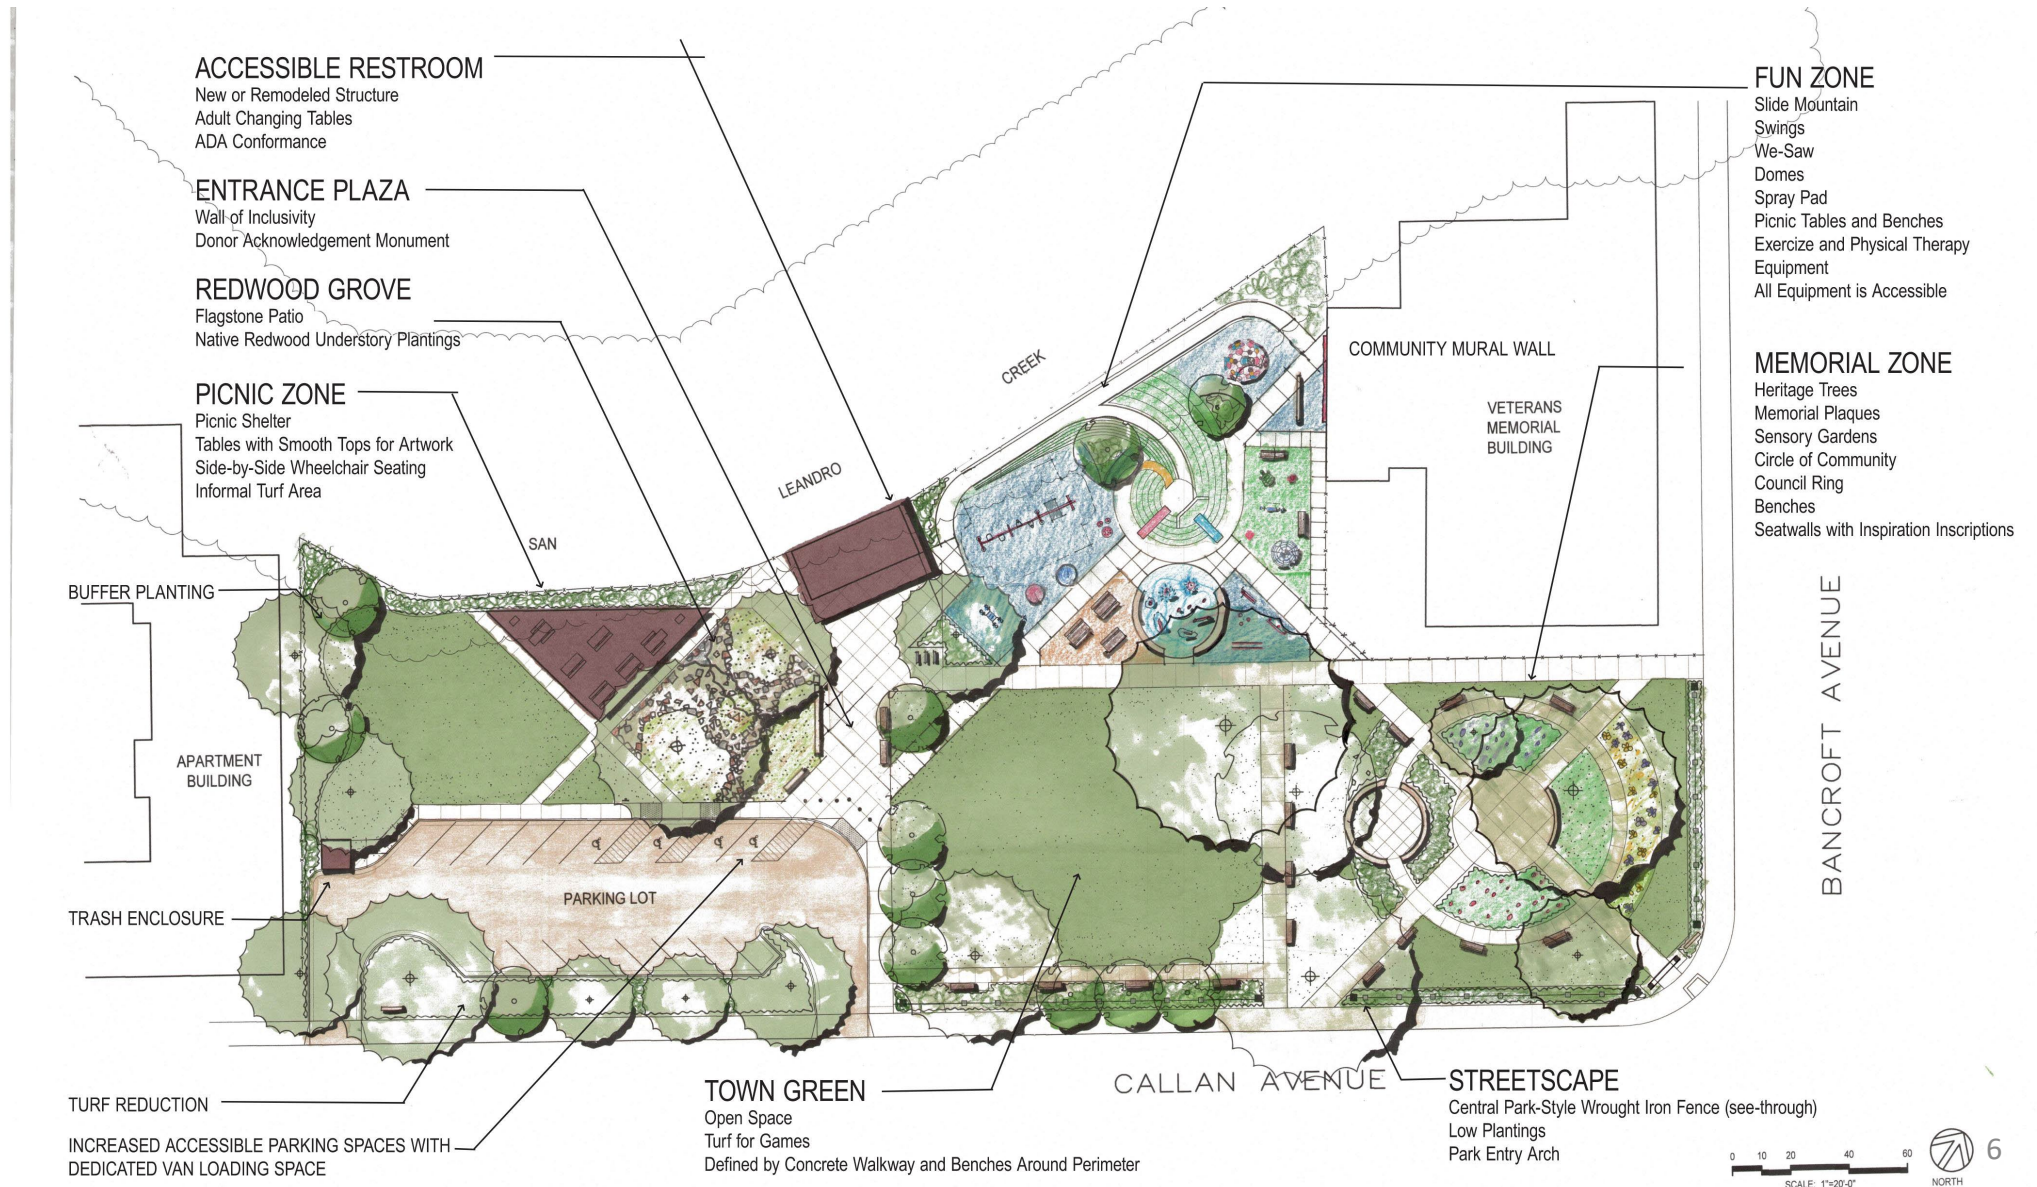 ACCESSIBLE RESTROOM
New or Remodeled Structure
Adult Changing Tables
ADA Conformance
ENTRANCE PLAZA
Wall of Inclusivity
Donor Acknowledgement Monument
REDWOOD GROVE
Flagstone Patio
Native Redwood Understory Plantings
PICNIC ZONE
Picnic Shelter
Tables with Smooth Tops for Artwork
Side-by-Side Wheelchair Seating
Informal Turf Area
FUN ZONE
Slide Mountain
Swings
We-Saw
Domes
Spray Pad
Picnic Tables and Benches
Exercize and Physical Therapy
Equipment
All Equipment is Accessible
MEMORIAL ZONE
Heritage Trees
Memorial Plaques
Sensory Gardens
Circle of Community
Council Ring
Benches
Seatwalls with Inspiration Inscriptions
COMMUNITY MURAL WALL
VETERANS
MEMORIAL
BUILDING
SAN
LEANDRO
CREEK
BUFFER PLANTING
APARTMENT
BUILDING
PARKING LOT
TRASH ENCLOSURE
BANCROFT AVENUE
CALLAN AVENUE
TURF REDUCTION
INCREASED ACCESSIBLE PARKING SPACES WITH
DEDICATED VAN LOADING SPACE
TOWN GREEN
Open Space
Turf for Games
Defined by Concrete Walkway and Benches Around Perimeter
STREETSCAPE
Central Park-Style Wrought Iron Fence (see-through)
Low Plantings
Park Entry Arch
0 10 20 40 60
SCALE: 1"=20'-0"
NORTH
6